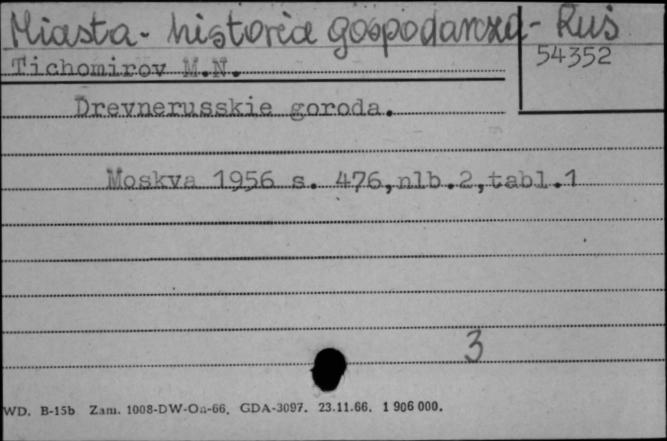 Miasta - historia gospodarcza - Ruś
Tichomirov M.N.
54352
Drevnerusskie goroda.
Moskva 1956 s. 476,nlb.2,tabl.1
3
WD. B-15b Zam. 1008-DW-On-66. GDA-3097. 23.11.66. 1 906 000.